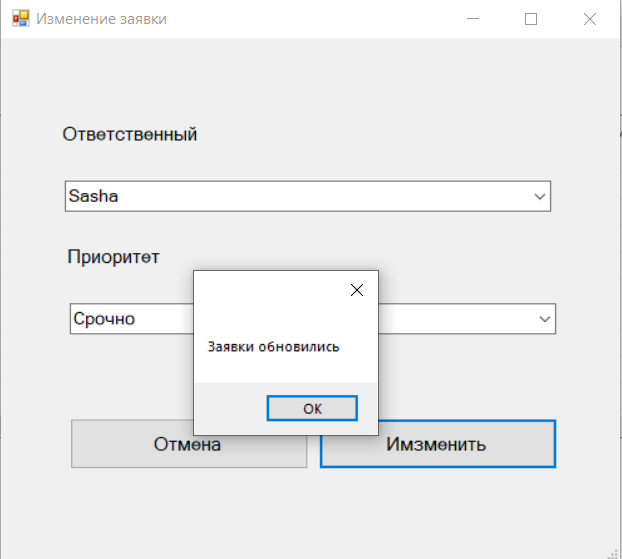 Изменение заявки
Ответственный
Sasha
Приоритет
Срочно
Заявки обновились
OK
Отмена
Имзменить